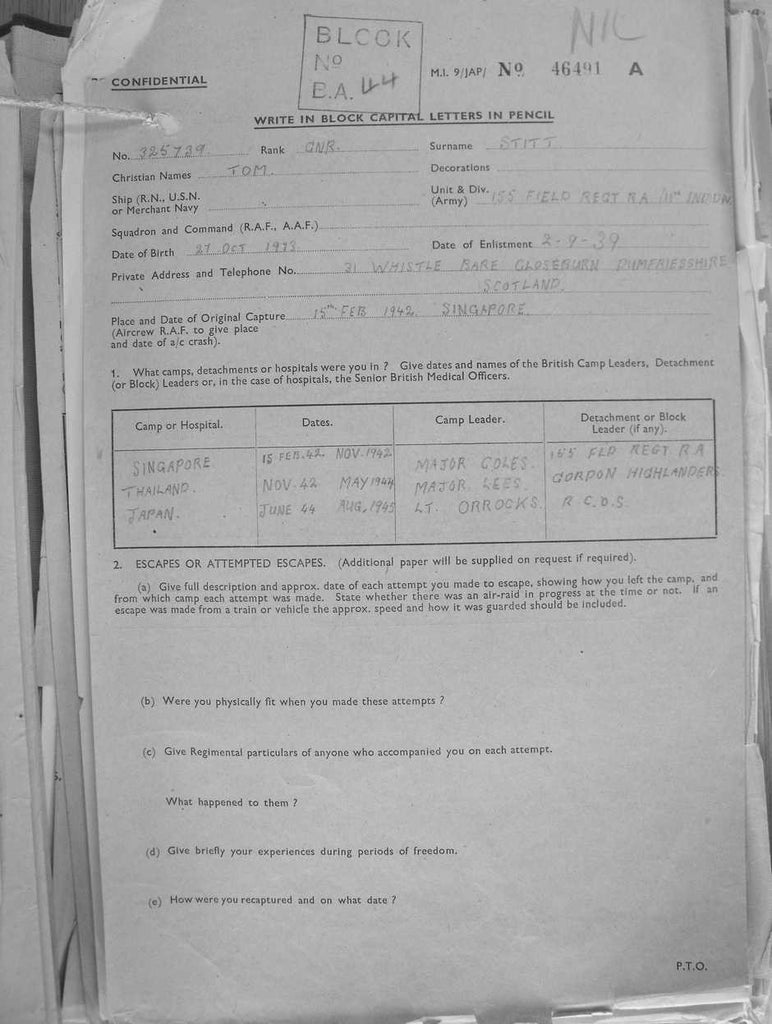 NIL
BLCOK
No
E.A. 44
CONFIDENTIAL
M.I. 9/JAP/ No 46491 A
WRITE IN BLOCK CAPITAL LETTERS IN PENCIL
No. 325739 Rank GNR. Surname STITT
Christian Names TOM Decorations
Ship (R.N., U.S.N. or Merchant Navy
Unit & Div. (Army) 155 FIELD REGT RA 11TH INDIV
Squadron and Command (R.A.F., A.A.F.)
Date of Birth 27 OCT Date of Enlistment 2-9-39
Private Address and Telephone No. 31 WHISTLE BARE CLOSEBURN DUMFRIESSHIRE
SCOTLAND.
Place and Date of Original Capture 15TH FEB 1942. SINGAPORE.
(Aircrew R.A.F. to give place
and date of a/c crash).
1. What camps, detachments or hospitals were you in ? Give dates and names of the British Camp Leaders, Detachment
(or Block) Leaders or, in the case of hospitals, the Senior British Medical Officers.
Camp or Hospital. Dates. Camp Leader. Detachment or Block Leader (if any).
SINGAPORE 15 FEB.42. NOV.1942 MAJOR COLES. 155 FLD REGT RA
THAILAND. NOV.42 MAY 1944 MAJOR LEES. GORDON HIGHLANDERS
JAPAN. JUNE 44 AUG,1945 LT. ORROCKS. R.C.O.S.
2. ESCAPES OR ATTEMPTED ESCAPES. (Additional paper will be supplied on request if required).
(a) Give full description and approx. date of each attempt you made to escape, showing how you left the camp, and
from which camp each attempt was made. State whether there was an air-raid in progress at the time or not. If an
escape was made from a train or vehicle the approx. speed and how it was guarded should be included.
(b) Were you physically fit when you made these attempts ?
(c) Give Regimental particulars of anyone who accompanied you on each attempt.
What happened to them ?
(d) Give briefly your experiences during periods of freedom.
(e) How were you recaptured and on what date ?
P.T.O.